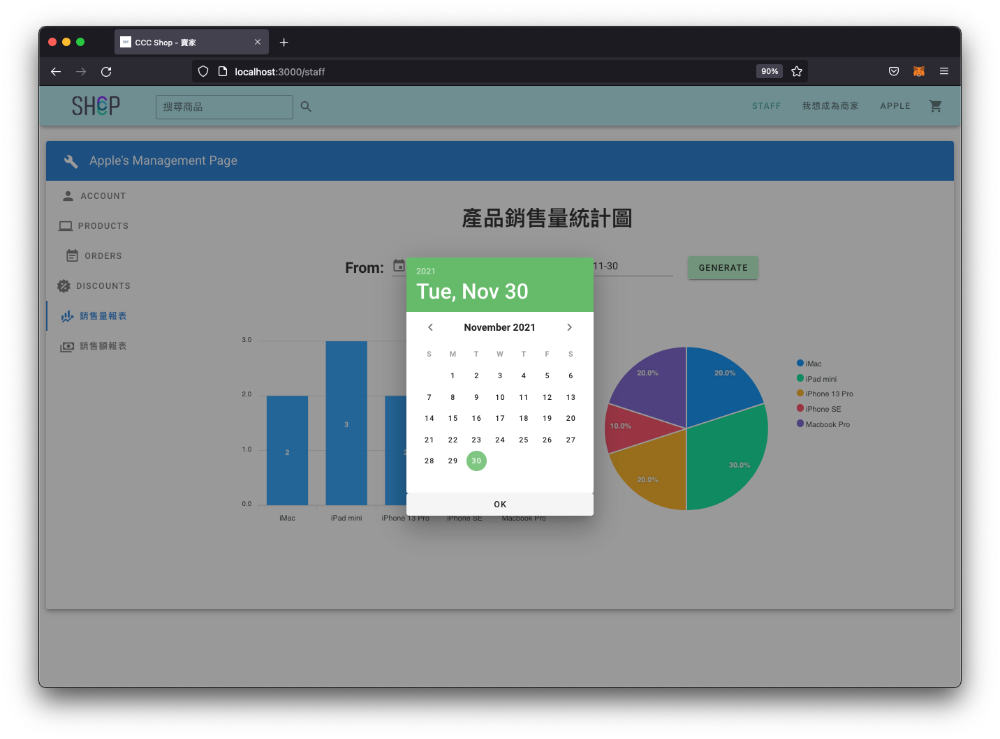 CCC Shop - 賣家
localhost:3000/staff
90%
SHOP
搜尋商品
STAFF
我想成為商家
APPLE
Apple's Management Page
ACCOUNT
PRODUCTS
ORDERS
DISCOUNTS
銷售量報表
銷售額報表
產品銷售量統計圖
From:
11-30
GENERATE
2021
Tue, Nov 30
November 2021
S M T W T F S
1 2 3 4 5 6
7 8 9 10 11 12 13
14 15 16 17 18 19 20
21 22 23 24 25 26 27
28 29 30
OK
3.0
2.0
1.0
0.0
2
3
2
iMac
iPad mini
iPhone 13 Pro
iPhone SE
Macbook Pro
20.0%
20.0%
10.0%
20.0%
30.0%
iMac
iPad mini
iPhone 13 Pro
iPhone SE
Macbook Pro